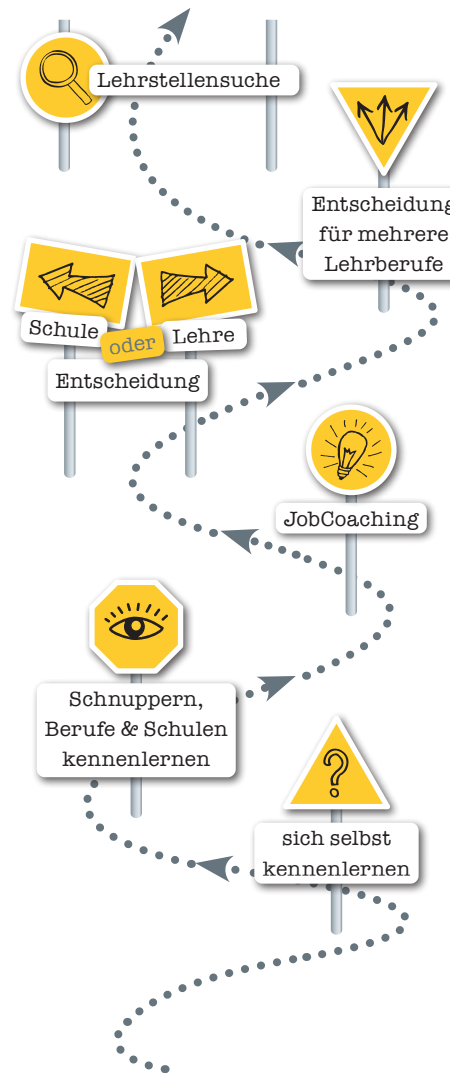 Lehrstellensuche
Entscheidung
für mehrere
Lehrberufe
Schule oder Lehre
Entscheidung
JobCoaching
Schnuppern,
Berufe & Schulen
kennenlernen
?
sich selbst
kennenlernen